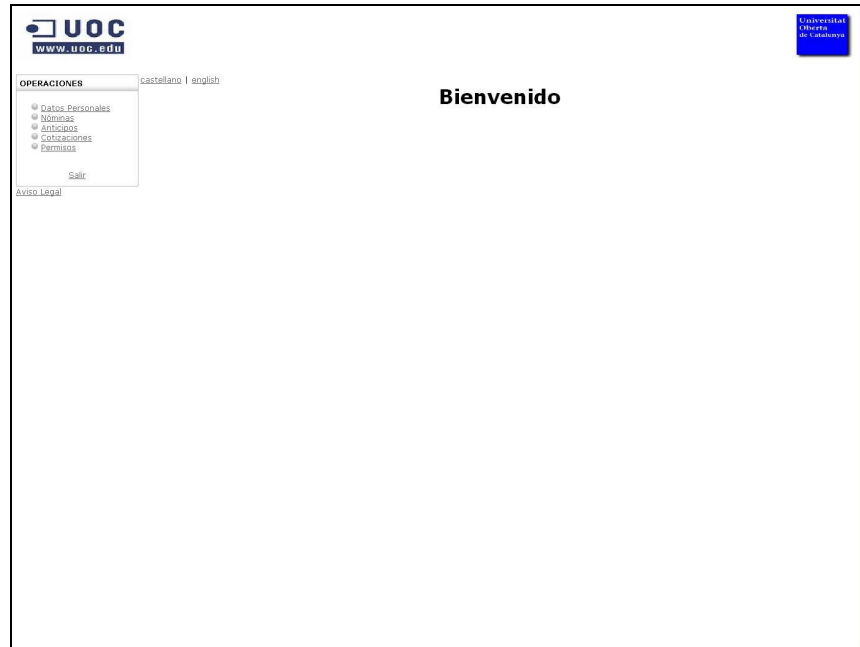 UOC
www.uoc.edu
Universitat
Oberta
de Catalunya
OPERACIONES
castellano | english
Bienvenido
Datos Personales
Nóminas
Anticipos
Cotizaciones
Permisos
Salir
Aviso Legal